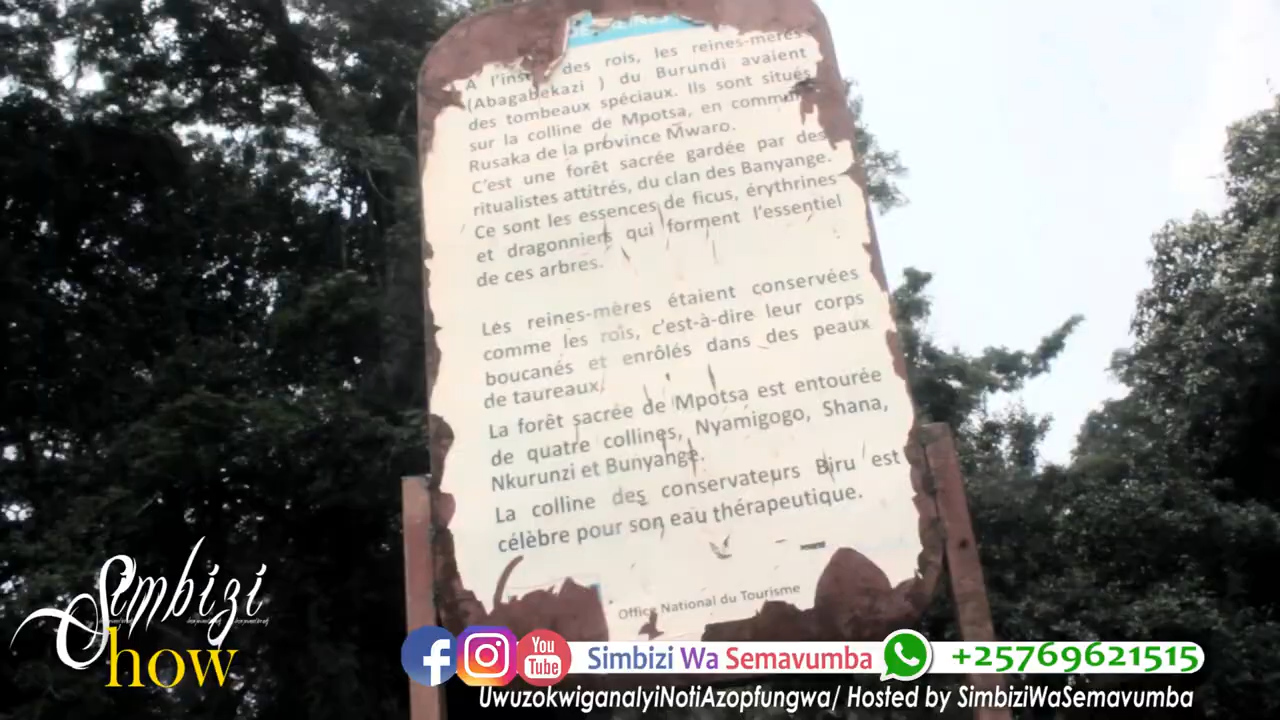 A l'inst des rois, les reines-mères
(Abagabekazi ) du Burundi avaient
des tombeaux spéciaux. Ils sont situés
sur la colline de Mpotsa, en commun
Rusaka de la province Mwaro.
C'est une forêt sacrée gardée par des
ritualistes attitrés, du clan des Banyange.
Ce sont les essences de ficus, érythrines
et dragonniers qui forment l'essentiel
de ces arbres.
Les reines-mères étaient conservées
comme les rois, c'est-à-dire leur corps
boucanés et enrôlés dans des peaux
de taureaux.
La forêt sacrée de Mpotsa est entourée
de quatre collines, Nyamigogo, Shana,
Nkurunzi et Bunyange.
La colline des conservateurs Biru est
célèbre pour son eau thérapeutique.
Office National du Tourisme
Simbizi
Show
You
Tube
Simbizi Wa Semavumba
+25769621515
UwuzokwiganaIyiNotiAzopfungwa/ Hosted by SimbiziWaSemavumba